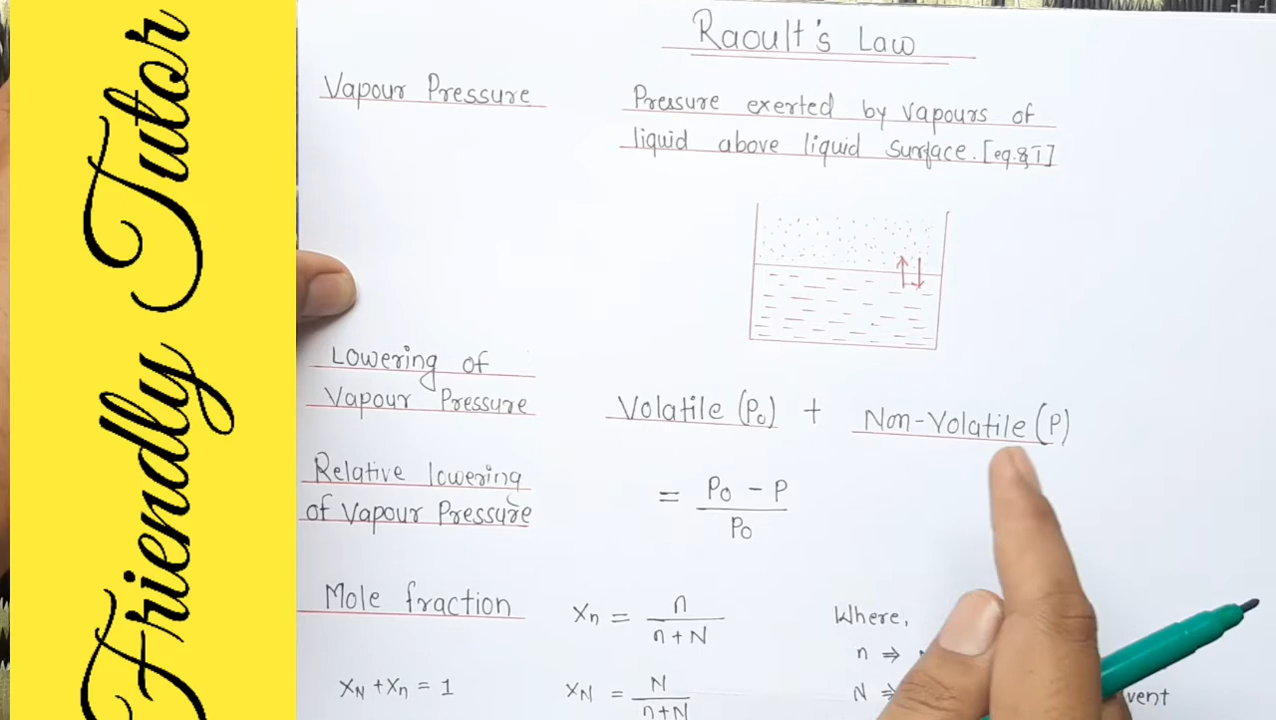 Friendly Tutor
Raoult's Law
Vapour Pressure
Pressure exerted by vapours of
liquid above liquid surface. [eq. & T]
Lowering of
Vapour Pressure
Volatile (P₀) + Non-Volatile (P)
Relative lowering
of Vapour Pressure
= P₀ - P / P₀
Mole fraction
xn = n / n+N
Where,
n ⇒
xN + xn = 1
xN = N / n+N
N ⇒